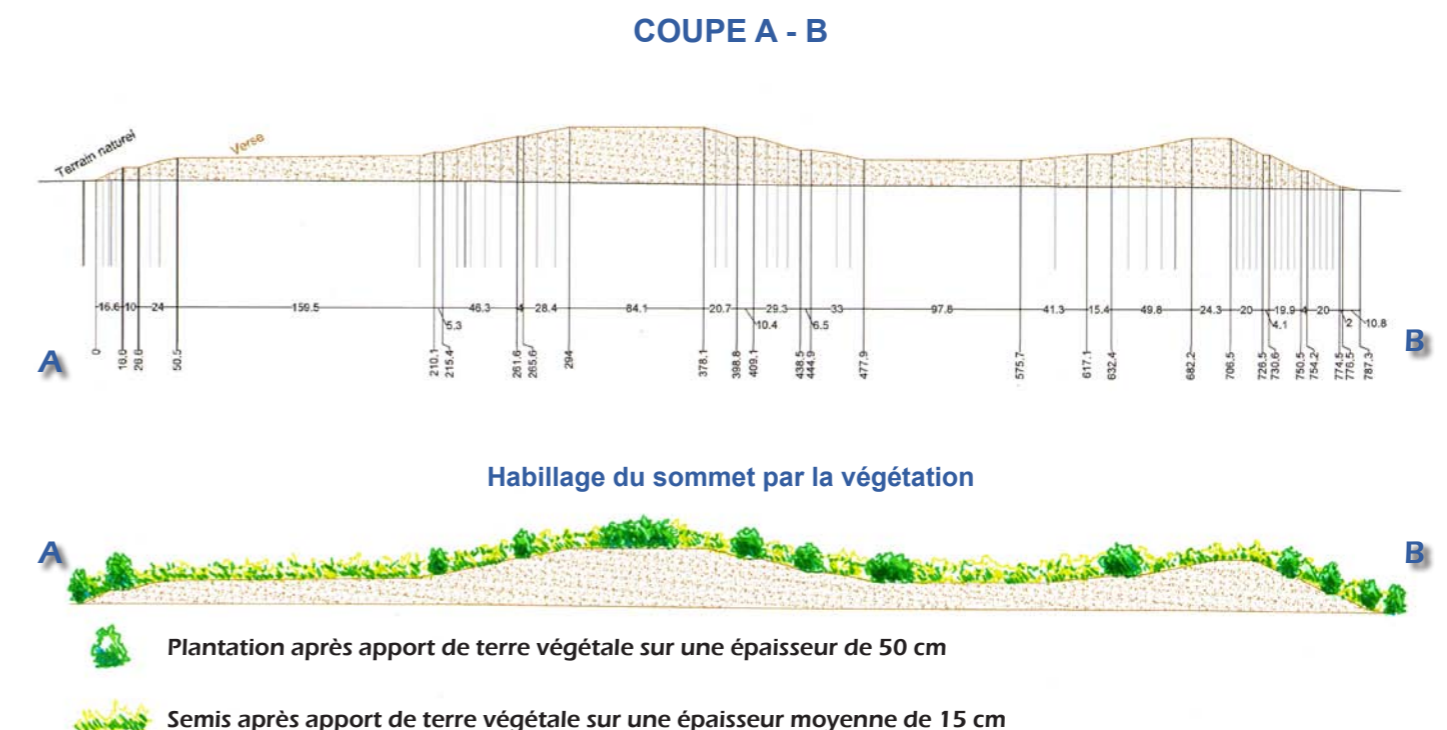 COUPE A - B
Terrain naturel
Verse
16.6 10 24 159.5 5.3 46.3 4 28.4 84.1 20.7 10.4 29.3 6.5 33 97.8 41.3 15.4 49.8 24.3 20 4.1 19.9 4 20 2 10.8
A
B
0 16.6 26.6 50.5 210.1 215.4 261.6 265.6 294 378.1 398.8 409.1 438.5 444.9 477.9 575.7 617.1 632.4 682.2 706.5 726.5 730.6 750.5 754.2 774.5 776.5 787.3
Habillage du sommet par la végétation
A
B
Plantation après apport de terre végétale sur une épaisseur de 50 cm
Semis après apport de terre végétale sur une épaisseur moyenne de 15 cm